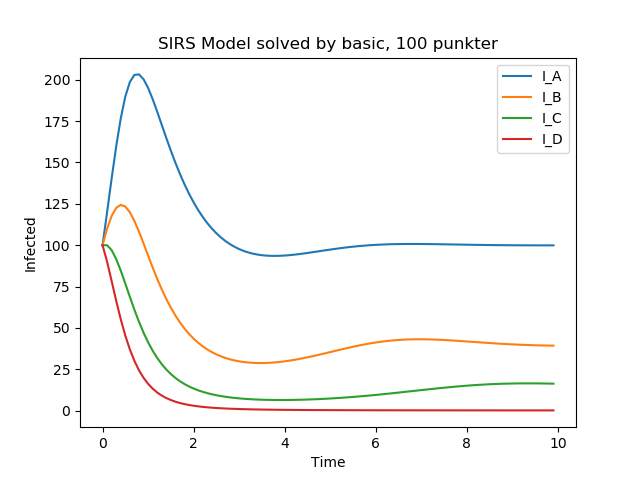 SIRS Model solved by basic, 100 punkter
I_A
I_B
I_C
I_D
200
175
150
125
100
75
50
25
0
Infected
0 2 4 6 8 10
Time